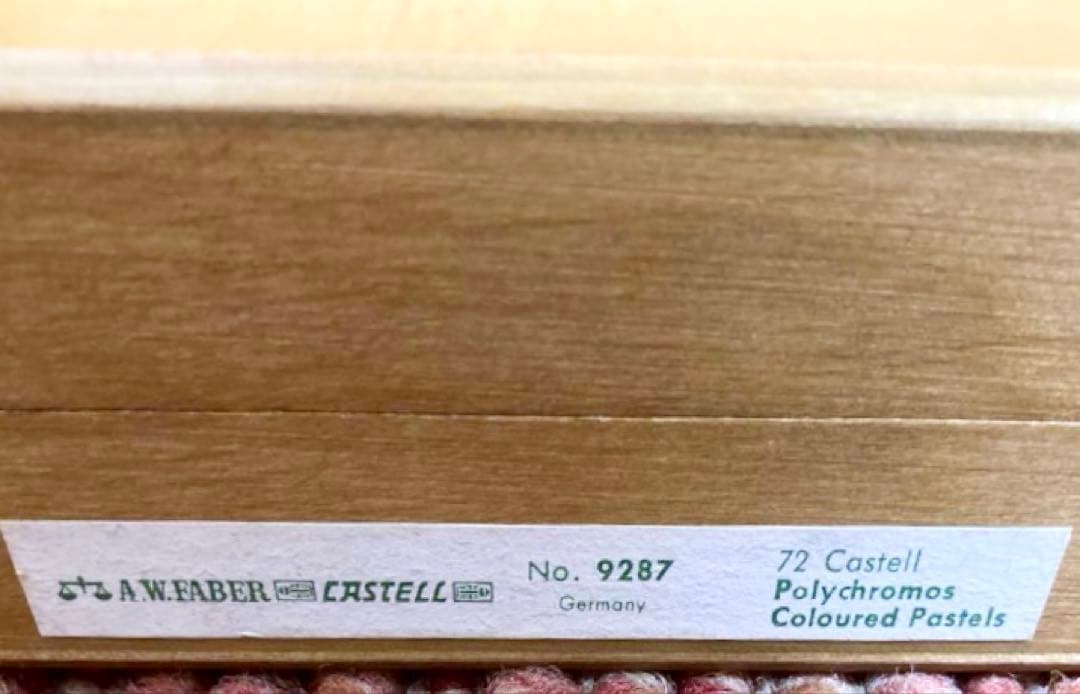 A.W.FABER CASTELL
No. 9287
Germany
72 Castell
Polychromos
Coloured Pastels